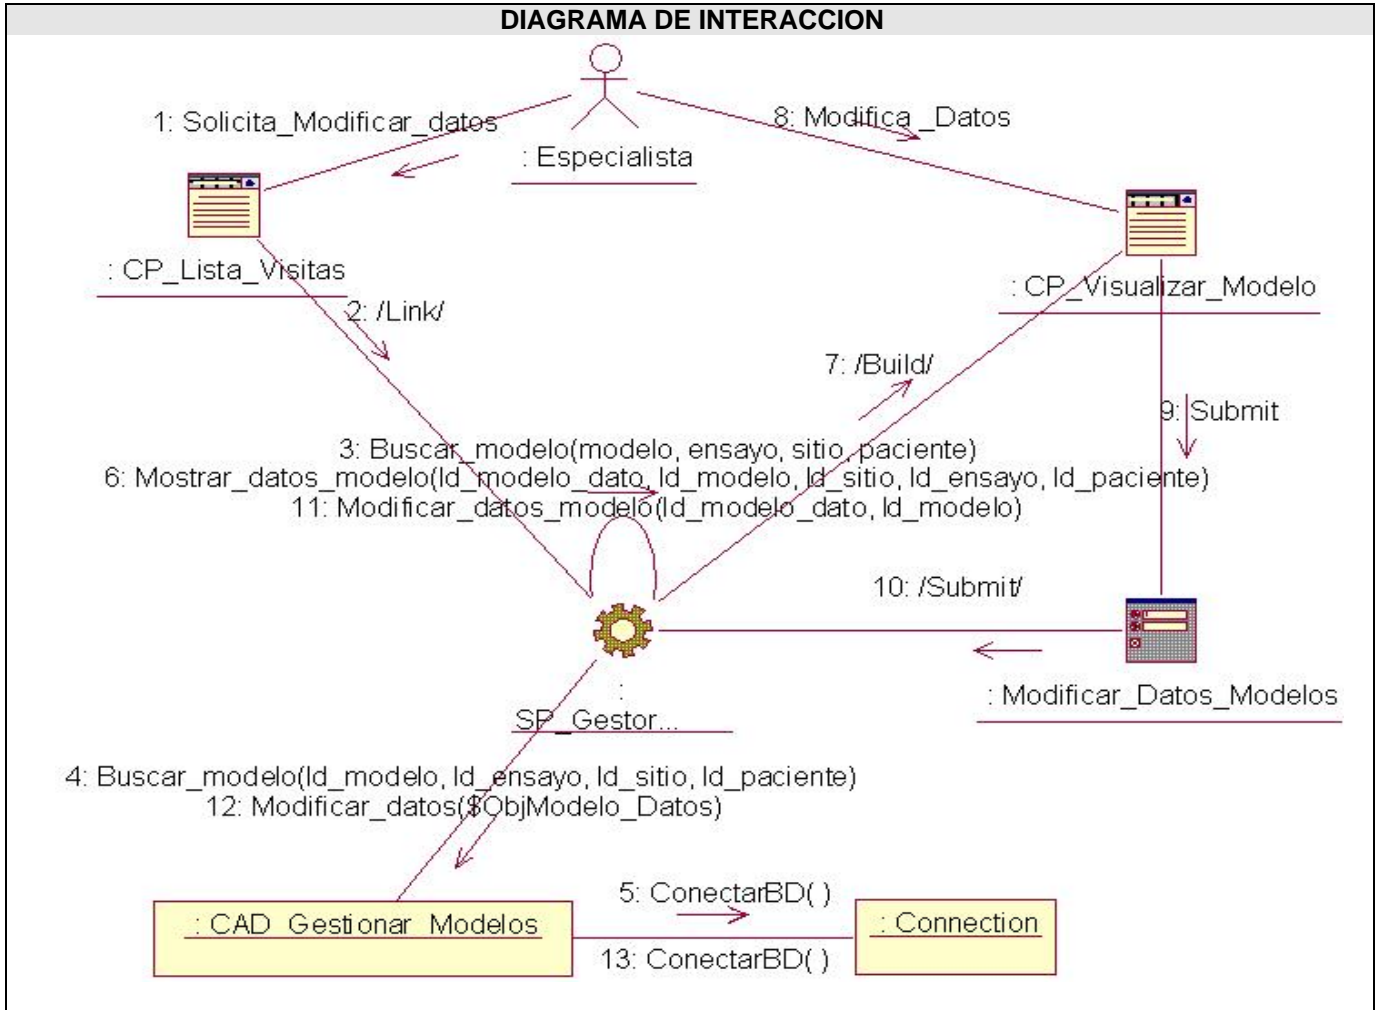 DIAGRAMA DE INTERACCION
1: Solicita_Modificar_datos
8: Modifica _Datos
: Especialista
: CP_Lista_Visitas
: CP_Visualizar_Modelo
2: /Link/
7: /Build/
9: Submit
3: Buscar_modelo(modelo, ensayo, sitio, paciente)
6: Mostrar_datos_modelo(Id_modelo_dato, Id_modelo, Id_sitio, Id_ensayo, Id_paciente)
11: Modificar_datos_modelo(Id_modelo_dato, Id_modelo)
10: /Submit/
: Modificar_Datos_Modelos
:
SP_Gestor...
4: Buscar_modelo(Id_modelo, Id_ensayo, Id_sitio, Id_paciente)
12: Modificar_datos($ObjModelo_Datos)
5: ConectarBD( )
: CAD_Gestionar_Modelos
: Connection
13: ConectarBD( )